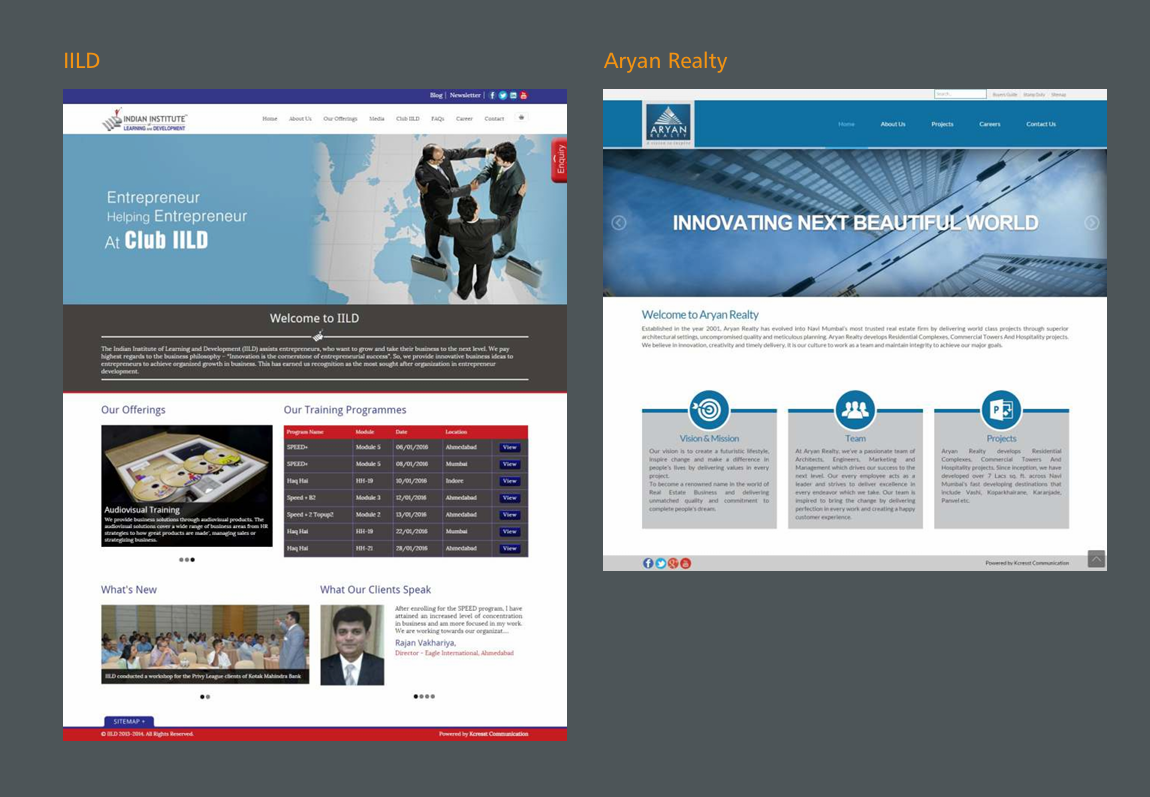 IILD
Aryan Realty
Blog | Newsletter |
INDIAN INSTITUTE
of
LEARNING and DEVELOPMENT
Home About Us Our Offerings Media Club IILD FAQs Career Contact
Enquiry
Entrepreneur
Helping Entrepreneur
At Club IILD
Welcome to IILD
The Indian Institute of Learning and Development (IILD) assists entrepreneurs, who want to grow and take their business to the next level. We pay
highest regards to the business philosophy – "Innovation is the cornerstone of entrepreneurial success". So, we provide innovative business ideas to
entrepreneurs to achieve organized growth in business. This has earned us recognition as the most sought after organization in entrepreneur
development.
Our Offerings
Audiovisual Training
We provide business solutions through audiovisual products. The
audiovisual solutions cover a wide range of business areas from HR
strategies to how great products are made', managing sales or
strategizing business.
Our Training Programmes
Program Name Module Date Location
SPEED+ Module 5 06/01/2016 Ahmedabad View
SPEED+ Module 5 08/01/2016 Mumbai View
Haq Hai HH-19 10/01/2016 Indore View
Speed + B2 Module 3 12/01/2016 Ahmedabad View
Speed + 2 Topup2 Module 2 13/01/2016 Ahmedabad View
Haq Hai HH-19 22/01/2016 Mumbai View
Haq Hai HH-21 28/01/2016 Ahmedabad View
What's New
IILD conducted a workshop for the Privy League clients of Kotak Mahindra Bank
What Our Clients Speak
After enrolling for the SPEED program, I have
attained an increased level of concentration
in business and am more focused in my work.
We are working towards our organizat....
Rajan Vakhariya,
Director – Eagle International, Ahmedabad
SITEMAP +
© IILD 2013-2014. All Rights Reserved.
Powered by Kcreset Communication
Search...
Buyers Guide Stamp Duty Sitemap
ARYAN
REALTY
Home About Us Projects Careers Contact Us
INNOVATING NEXT BEAUTIFUL WORLD
Welcome to Aryan Realty
Established in the year 2001, Aryan Realty has evolved into Navi Mumbai's most trusted real estate firm by delivering world class projects through superior
architectural settings, uncompromised quality and meticulous planning. Aryan Realty develops Residential Complexes, Commercial Towers And Hospitality projects.
We believe in innovation, creativity and timely delivery. It is our culture to work as a team and maintain integrity to achieve our major goals.
Vision & Mission
Our vision is to create a futuristic lifestyle,
inspire change and make a difference in
people's lives by delivering values in every
project.
To become a renowned name in the world of
Real Estate Business and delivering
unmatched quality and commitment to
complete people's dream.
Team
At Aryan Realty, we've a passionate team of
Architects, Engineers, Marketing and
Management which drives our success to the
next level. Our every employee acts as a
leader and strives to deliver excellence in
every endeavor which we take. Our team is
inspired to bring the change by delivering
perfection in every work and creating a happy
customer experience.
Projects
Aryan Realty develops Residential
Complexes, Commercial Towers And
Hospitality projects. Since inception, we have
developed over 7 Lacs sq. ft. across Navi
Mumbai's fast developing destinations that
include Vashi, Koparkhairane, Karanjade,
Panvel etc.
Powered by Kcreset Communication